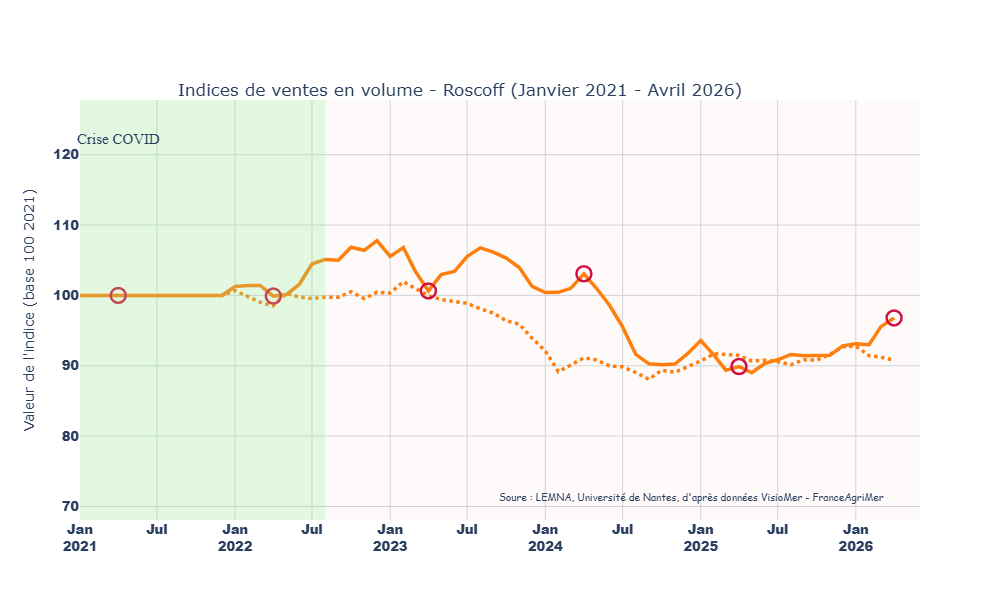 Indices de ventes en volume - Roscoff (Janvier 2021 - Avril 2026)
Crise COVID
Valeur de l'indice (base 100 2021)
120
110
100
90
80
70
Soure : LEMNA, Université de Nantes, d'après données VisioMer - FranceAgriMer
Jan Jul Jan Jul Jan Jul Jan Jul Jan Jul Jan
2021 2022 2023 2024 2025 2026